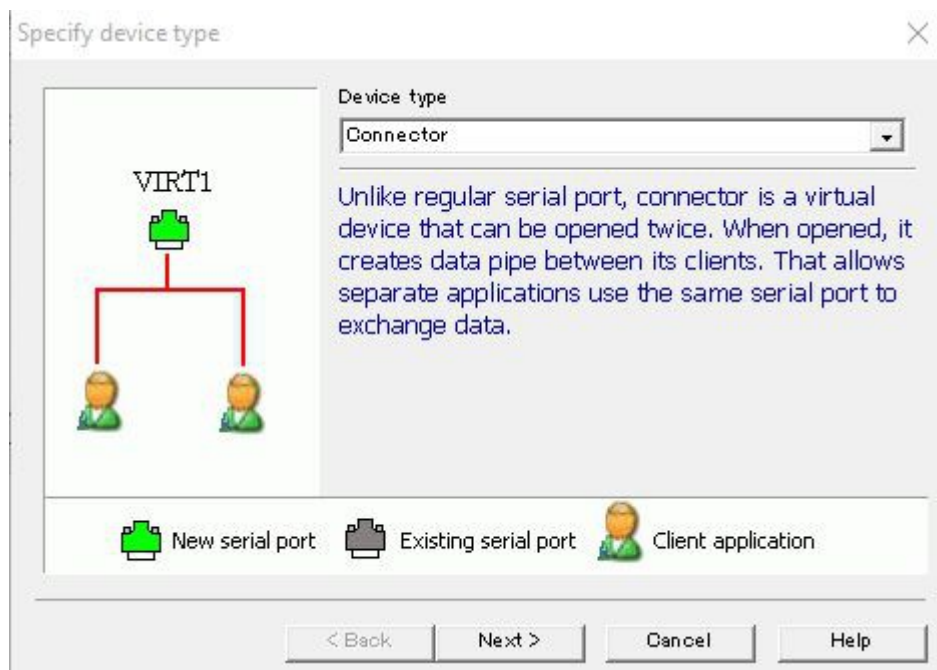 Specify device type
Device type
Connector
VIRT1
Unlike regular serial port, connector is a virtual
device that can be opened twice. When opened, it
creates data pipe between its clients. That allows
separate applications use the same serial port to
exchange data.
New serial port Existing serial port Client application
< Back Next > Cancel Help